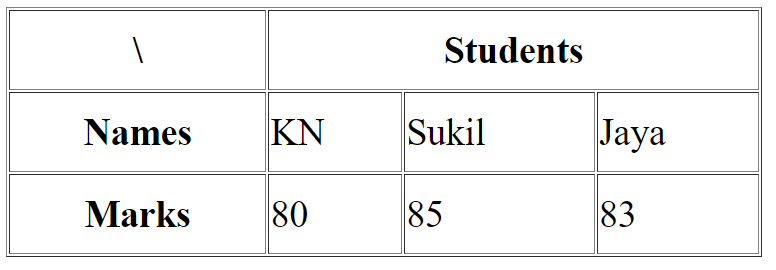 \ Students
Names KN Sukil Jaya
Marks 80 85 83